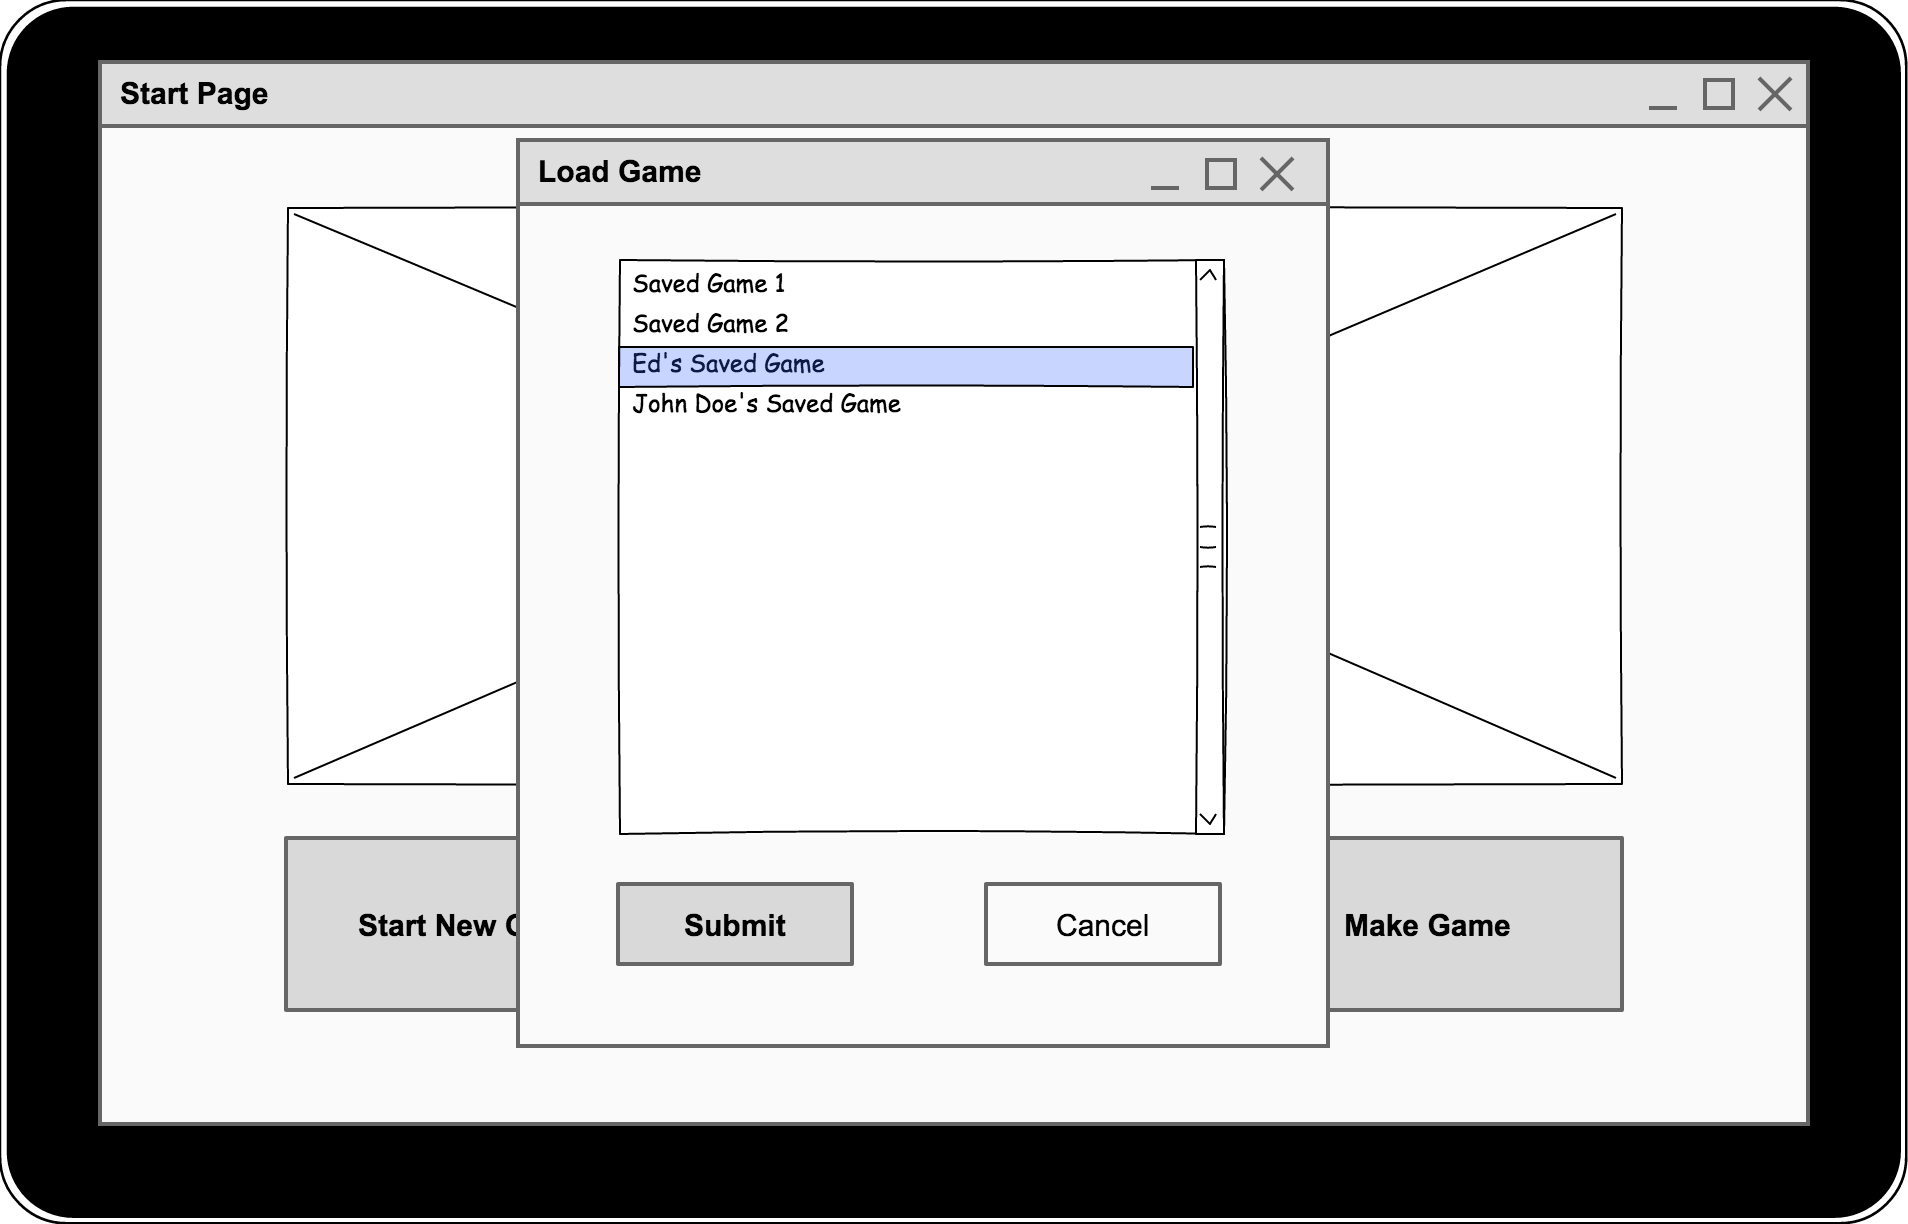 Start Page
Load Game
Saved Game 1
Saved Game 2
Ed's Saved Game
John Doe's Saved Game
Start New
Submit
Cancel
Make Game